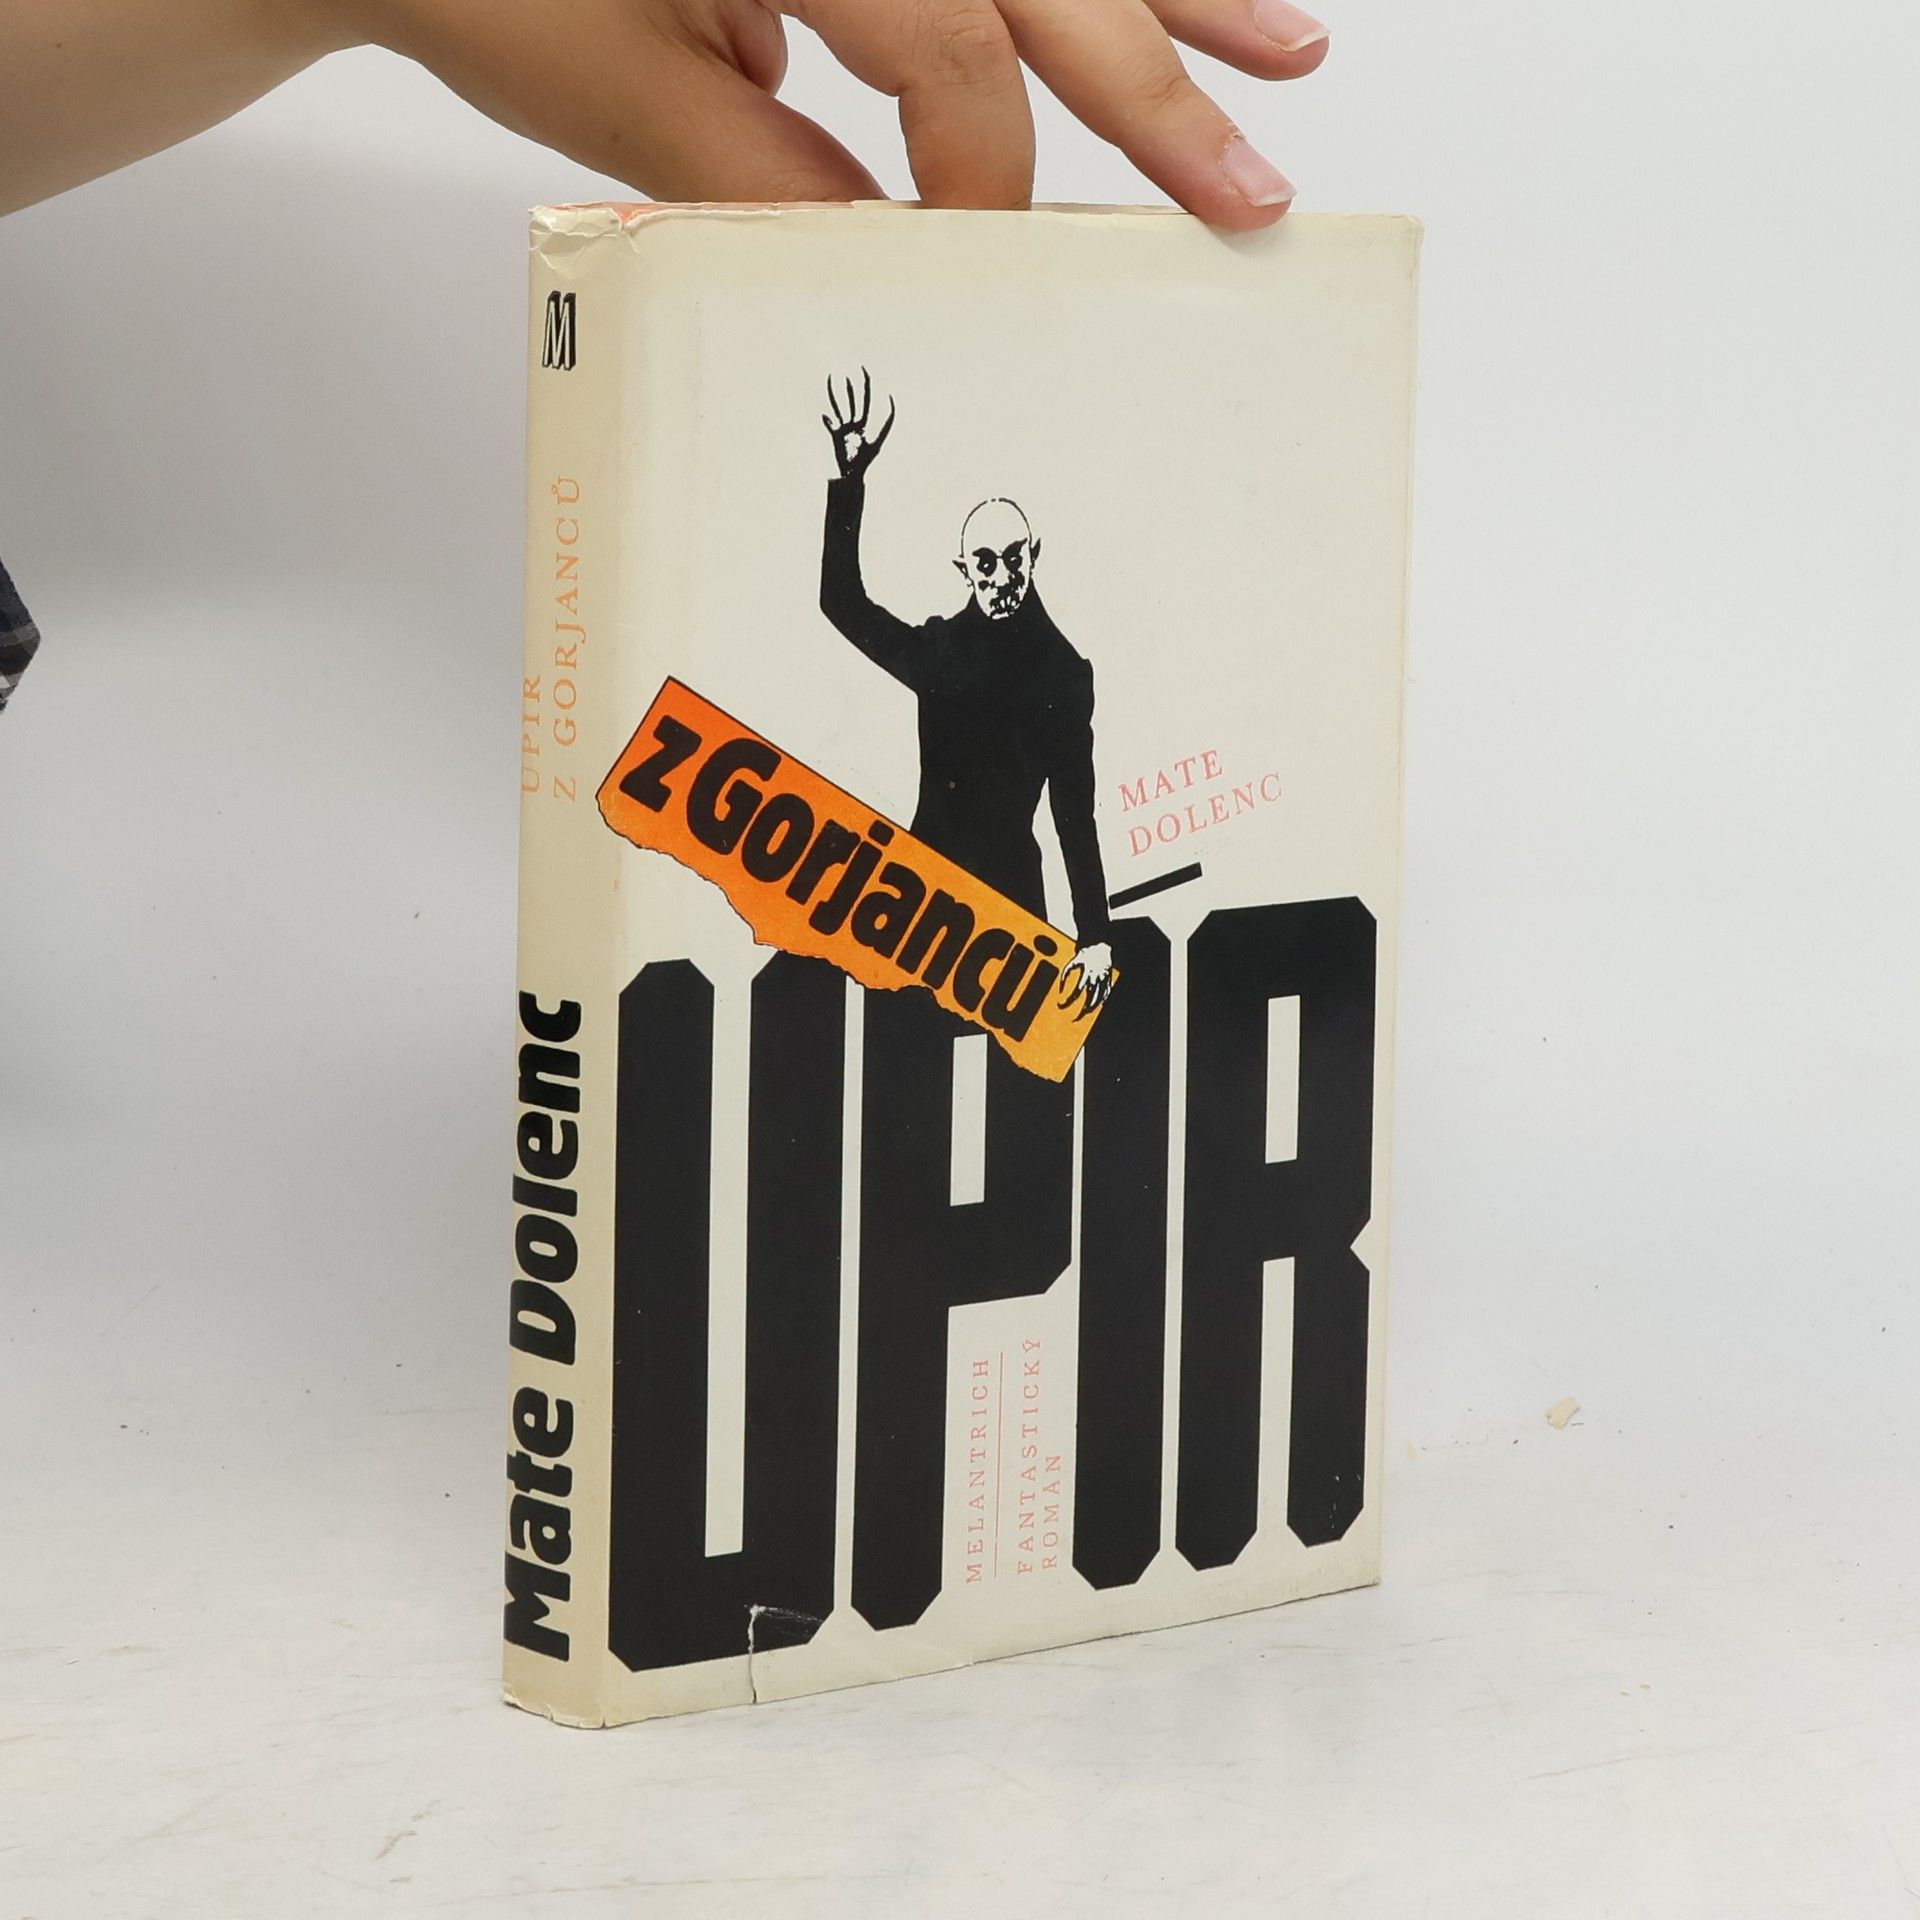 M
UPÍR
Z GORJANCŮ
Mate Dolenc
z Gorjanců
MATE
DOLENC
UPÍR
MELANTRICH
FANTASTICKÝ
ROMÁN